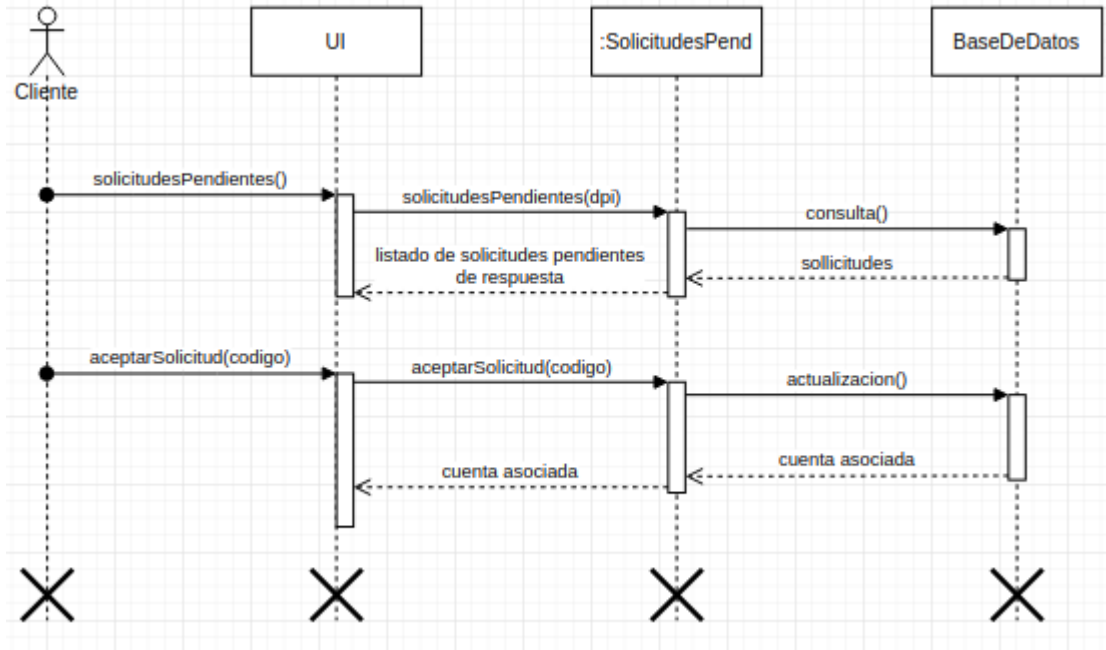 UI
:SolicitudesPend
BaseDeDatos
Cliente
solicitudesPendientes()
solicitudesPendientes(dpi)
consulta()
listado de solicitudes pendientes
de respuesta
sollicitudes
aceptarSolicitud(codigo)
aceptarSolicitud(codigo)
actualizacion()
cuenta asociada
cuenta asociada